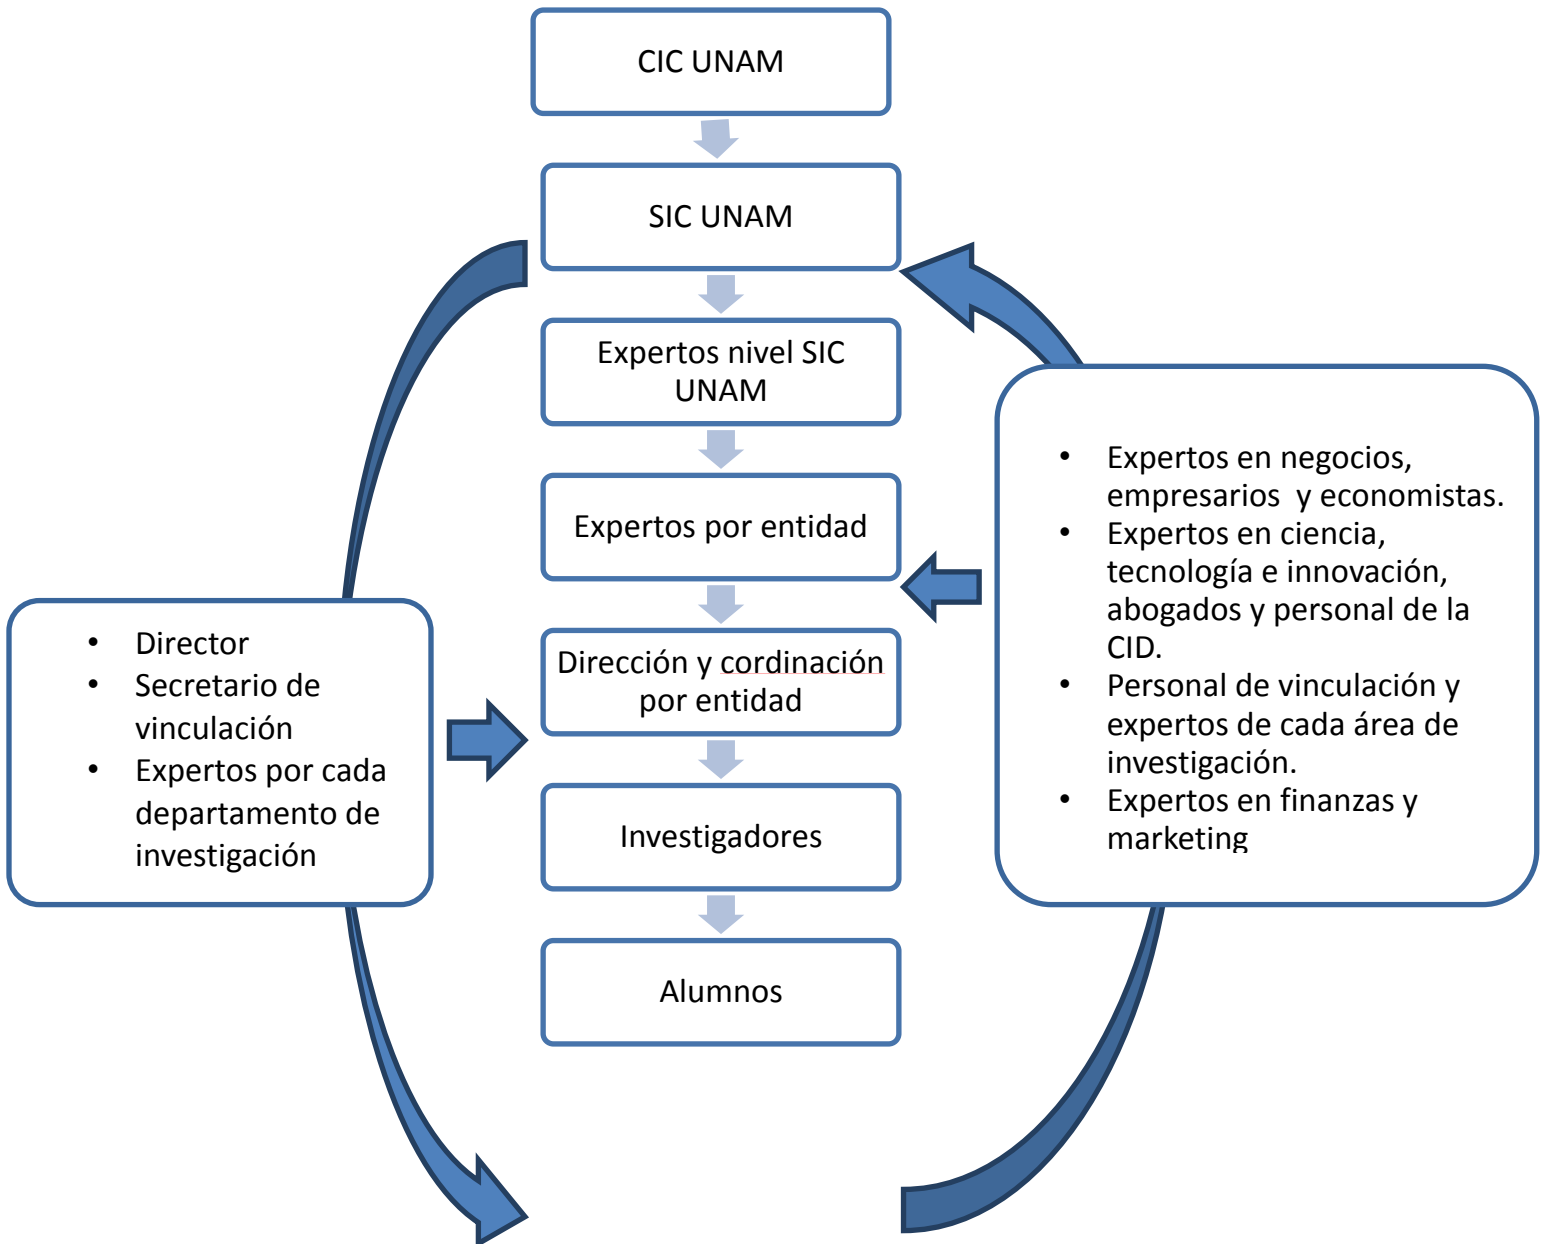 CIC UNAM
SIC UNAM
Expertos nivel SIC
UNAM
Expertos por entidad
Dirección y cordinación
por entidad
Investigadores
Alumnos
• Director
• Secretario de
vinculación
• Expertos por cada
departamento de
investigación
• Expertos en negocios,
empresarios y economistas.
• Expertos en ciencia,
tecnología e innovación,
abogados y personal de la
CID.
• Personal de vinculación y
expertos de cada área de
investigación.
• Expertos en finanzas y
marketing